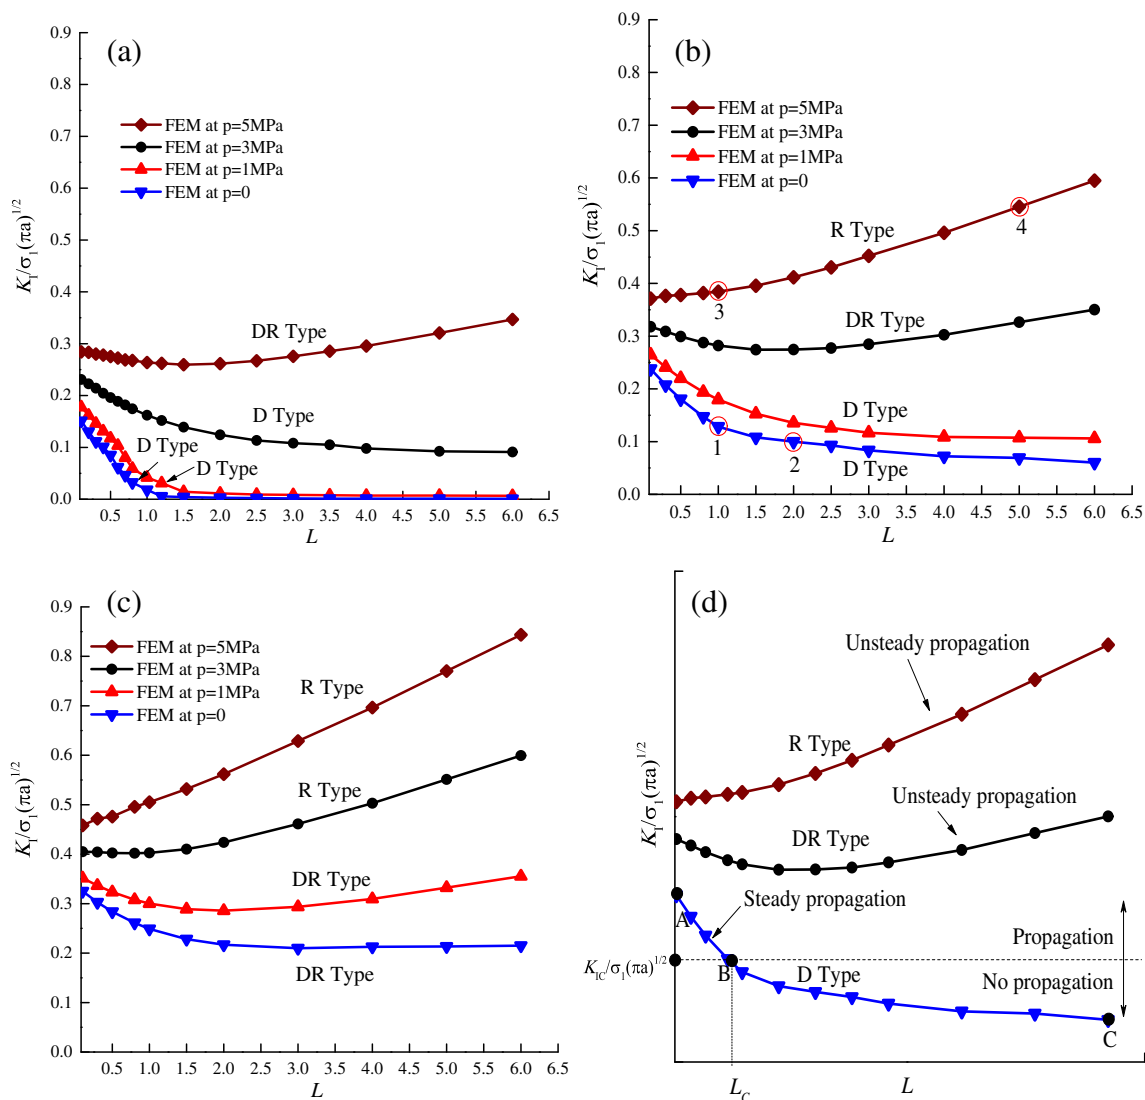 (a)
0.9
0.8
0.7
0.6
0.5
0.4
0.3
0.2
0.1
0.0
K_I/σ_1(πa)^1/2
FEM at p=5MPa
FEM at p=3MPa
FEM at p=1MPa
FEM at p=0
DR Type
D Type
D Type
D Type
0.5 1.0 1.5 2.0 2.5 3.0 3.5 4.0 4.5 5.0 5.5 6.0 6.5
L
(b)
0.9
0.8
0.7
0.6
0.5
0.4
0.3
0.2
0.1
0.0
K_I/σ_1(πa)^1/2
FEM at p=5MPa
FEM at p=3MPa
FEM at p=1MPa
FEM at p=0
R Type
4
3
DR Type
D Type
1
2
D Type
0.5 1.0 1.5 2.0 2.5 3.0 3.5 4.0 4.5 5.0 5.5 6.0 6.5
L
(c)
0.9
0.8
0.7
0.6
0.5
0.4
0.3
0.2
0.1
0.0
K_I/σ_1(πa)^1/2
FEM at p=5MPa
FEM at p=3MPa
FEM at p=1MPa
FEM at p=0
R Type
R Type
DR Type
DR Type
0.5 1.0 1.5 2.0 2.5 3.0 3.5 4.0 4.5 5.0 5.5 6.0 6.5
L
(d)
K_I/σ_1(πa)^1/2
Unsteady propagation
R Type
Unsteady propagation
DR Type
Steady propagation
A
Propagation
K_IC/σ_1(πa)^1/2
B
D Type
No propagation
C
L_C
L